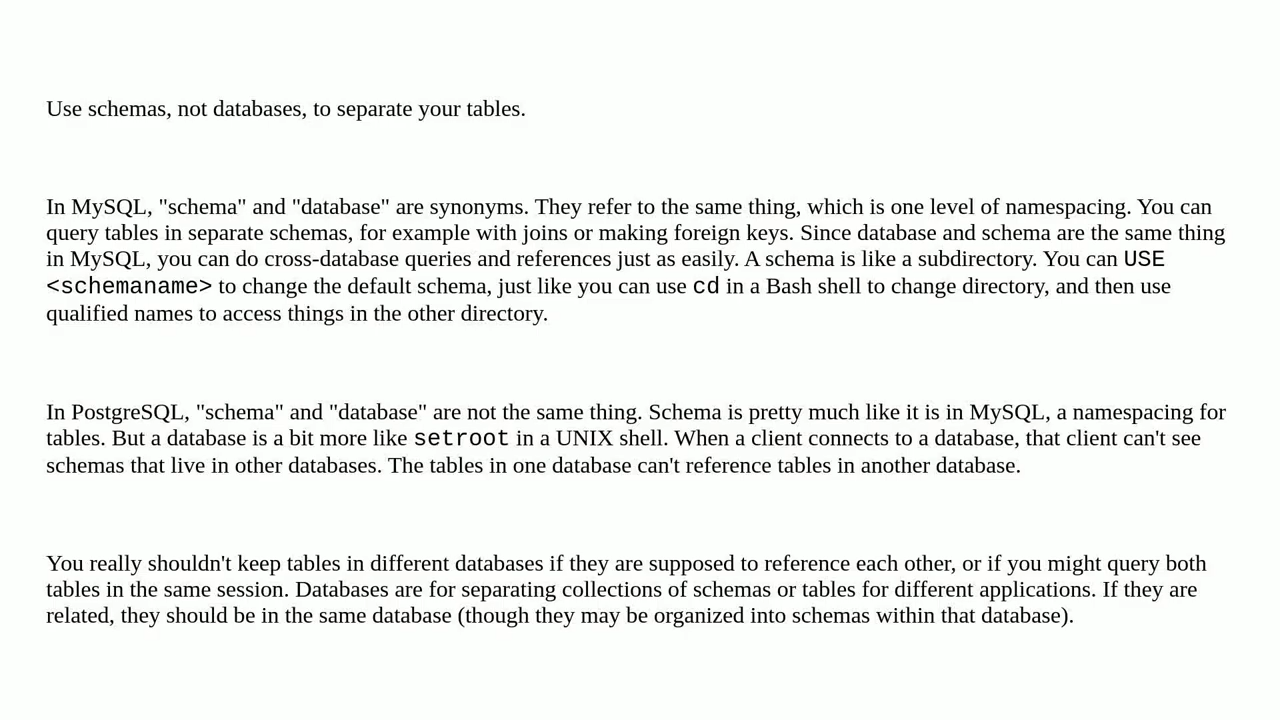 Use schemas, not databases, to separate your tables.
In MySQL, "schema" and "database" are synonyms. They refer to the same thing, which is one level of namespacing. You can
query tables in separate schemas, for example with joins or making foreign keys. Since database and schema are the same thing
in MySQL, you can do cross-database queries and references just as easily. A schema is like a subdirectory. You can USE
<schemaname> to change the default schema, just like you can use cd in a Bash shell to change directory, and then use
qualified names to access things in the other directory.
In PostgreSQL, "schema" and "database" are not the same thing. Schema is pretty much like it is in MySQL, a namespacing for
tables. But a database is a bit more like setroot in a UNIX shell. When a client connects to a database, that client can't see
schemas that live in other databases. The tables in one database can't reference tables in another database.
You really shouldn't keep tables in different databases if they are supposed to reference each other, or if you might query both
tables in the same session. Databases are for separating collections of schemas or tables for different applications. If they are
related, they should be in the same database (though they may be organized into schemas within that database).